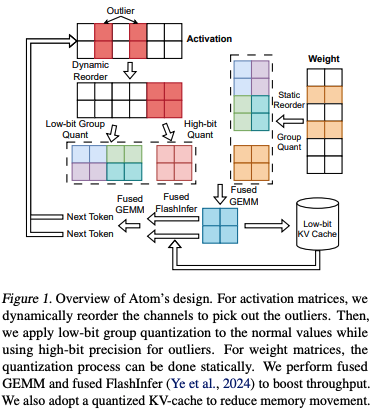 Outlier
Activation
Weight
Dynamic
Reorder
Static
Reorder
Low-bit Group
Quant
High-bit
Quant
Group
Quant
Fused
GEMM
Fused
FlashInfer
Fused
GEMM
Next Token
Next Token
Low-bit
KV Cache
Figure 1. Overview of Atom's design. For activation matrices, we
dynamically reorder the channels to pick out the outliers. Then,
we apply low-bit group quantization to the normal values while
using high-bit precision for outliers. For weight matrices, the
quantization process can be done statically. We perform fused
GEMM and fused FlashInfer (Ye et al., 2024) to boost throughput.
We also adopt a quantized KV-cache to reduce memory movement.